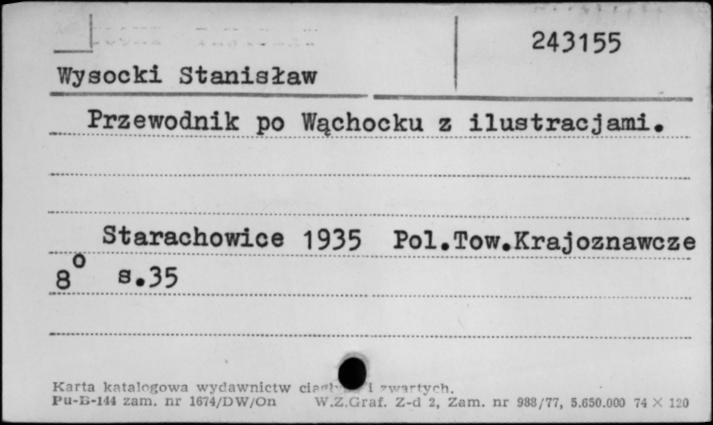 243155
Wysocki Stanisław
Przewodnik po Wąchocku z ilustracjami.
Starachowice 1935 Pol.Tow.Krajoznawcze
8° s.35
Karta katalogowa wydawnictw i zwartych.
Pu-B-144 zam. nr 1674/DW/On W.Z.Graf. Z-d 2, Zam. nr 988/77, 5.650.000 74 × 120